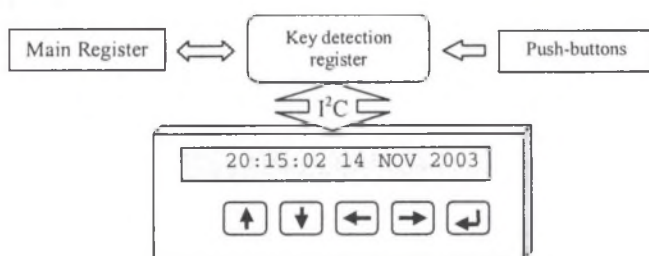 Main Register
Key detection
register
Push-buttons
I²C
20:15:02 14 NOV 2003